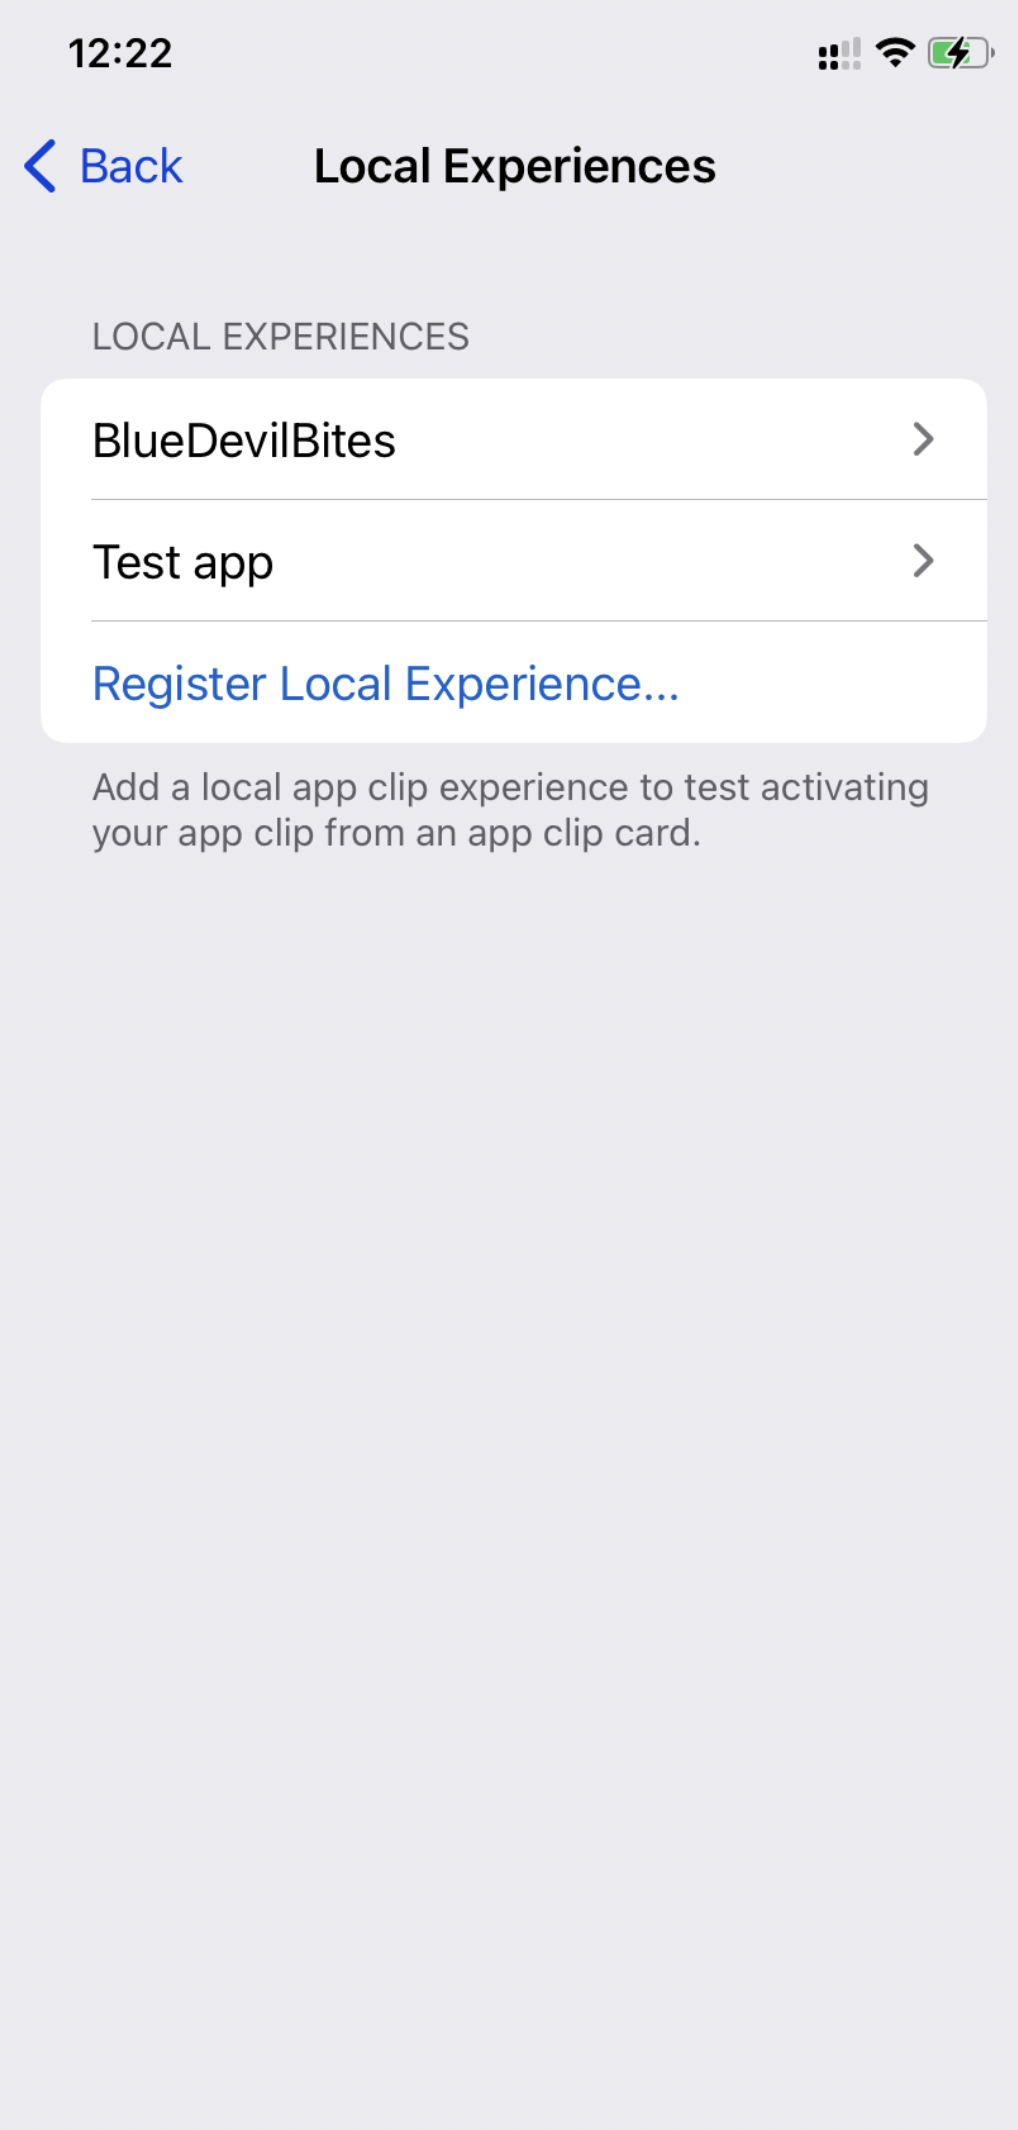 12:22
Back
Local Experiences
LOCAL EXPERIENCES
BlueDevilBites
Test app
Register Local Experience...
Add a local app clip experience to test activating
your app clip from an app clip card.